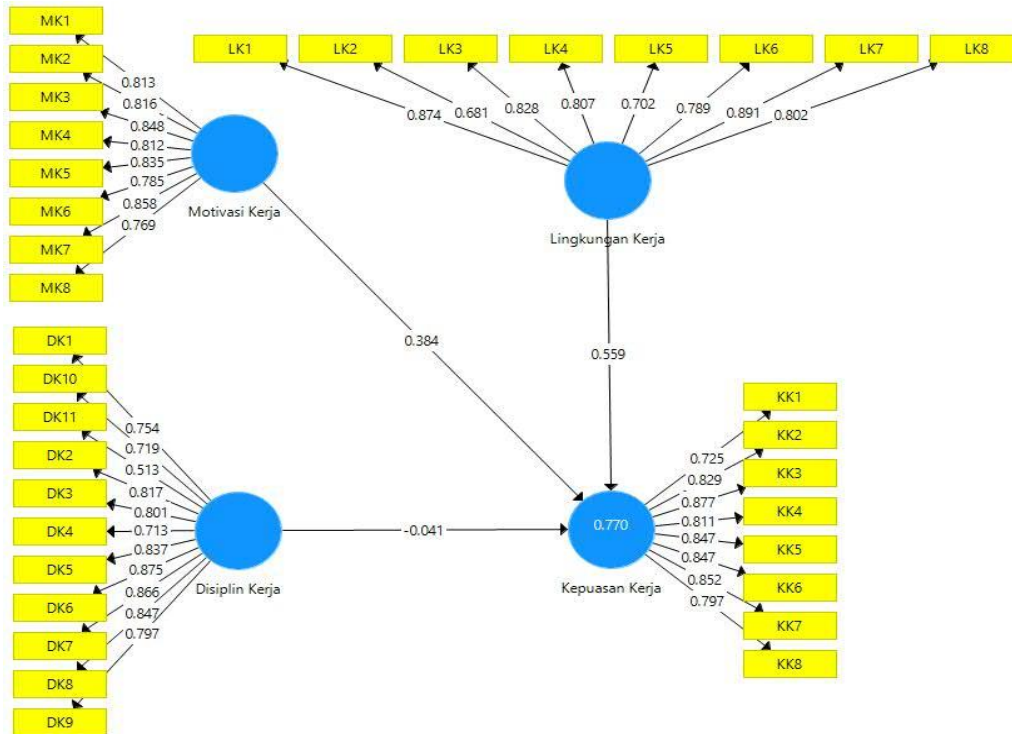 MK1
MK2
MK3
MK4
MK5
MK6
MK7
MK8
0.813
0.816
0.848
0.812
0.835
0.785
0.858
0.769
Motivasi Kerja
LK1
LK2
LK3
LK4
LK5
LK6
LK7
LK8
0.874
0.681
0.828
0.807
0.702
0.789
0.891
0.802
Lingkungan Kerja
0.384
0.559
DK1
DK10
DK11
DK2
DK3
DK4
DK5
DK6
DK7
DK8
DK9
0.754
0.719
0.513
0.817
0.801
0.713
0.837
0.875
0.866
0.847
0.797
Disiplin Kerja
-0.041
0.770
Kepuasan Kerja
0.725
0.829
0.877
0.811
0.847
0.847
0.852
0.797
KK1
KK2
KK3
KK4
KK5
KK6
KK7
KK8